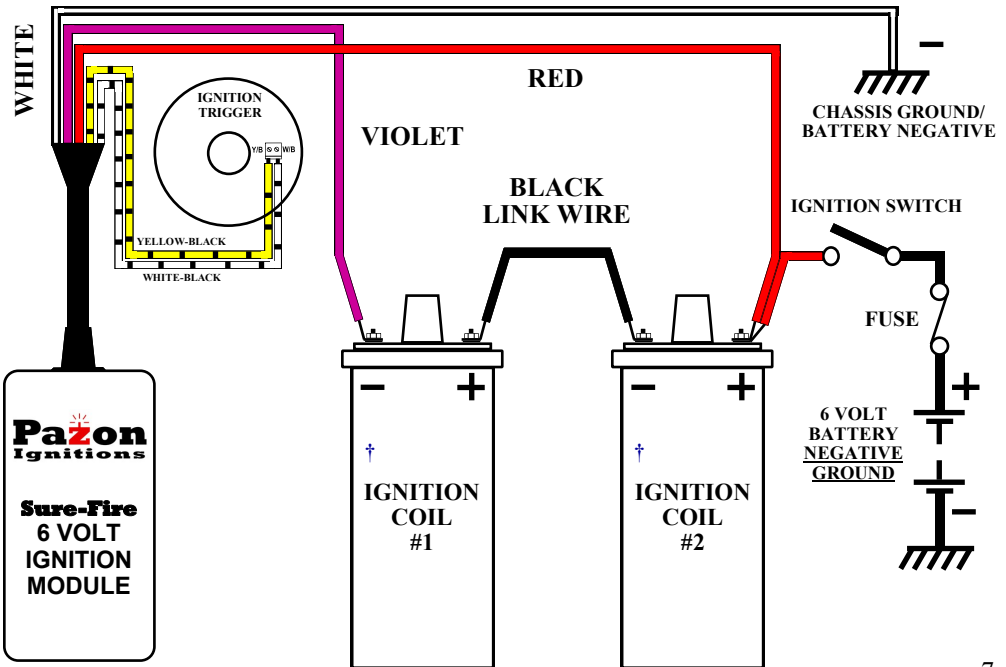 WHITE
RED
VIOLET
BLACK
LINK WIRE
IGNITION
TRIGGER
Y/B
W/B
YELLOW-BLACK
WHITE-BLACK
−
CHASSIS GROUND/
BATTERY NEGATIVE
IGNITION SWITCH
FUSE
+
6 VOLT
BATTERY
NEGATIVE
GROUND
−
Pazon
Ignitions
Sure-Fire
6 VOLT
IGNITION
MODULE
− +
†
IGNITION
COIL
#1
− +
†
IGNITION
COIL
#2
7